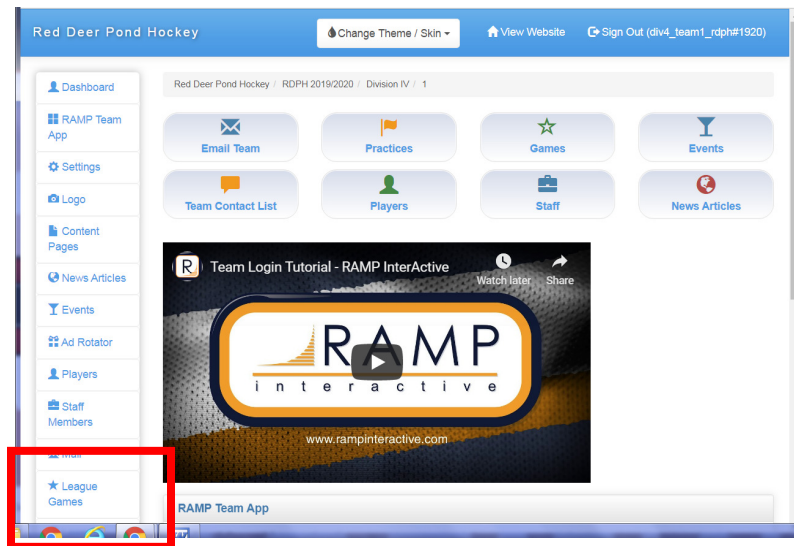 Red Deer Pond Hockey
Change Theme / Skin
View Website
Sign Out (div4_team1_rdph#1920)
Dashboard
RAMP Team
App
Settings
Logo
Content
Pages
News Articles
Events
Ad Rotator
Players
Staff
Members
League
Games
Red Deer Pond Hockey / RDPH 2019/2020 / Division IV / 1
Email Team
Practices
Games
Events
Team Contact List
Players
Staff
News Articles
R
Team Login Tutorial - RAMP InterActive
Watch later
Share
RAMP
interactive
www.rampinteractive.com
RAMP Team App